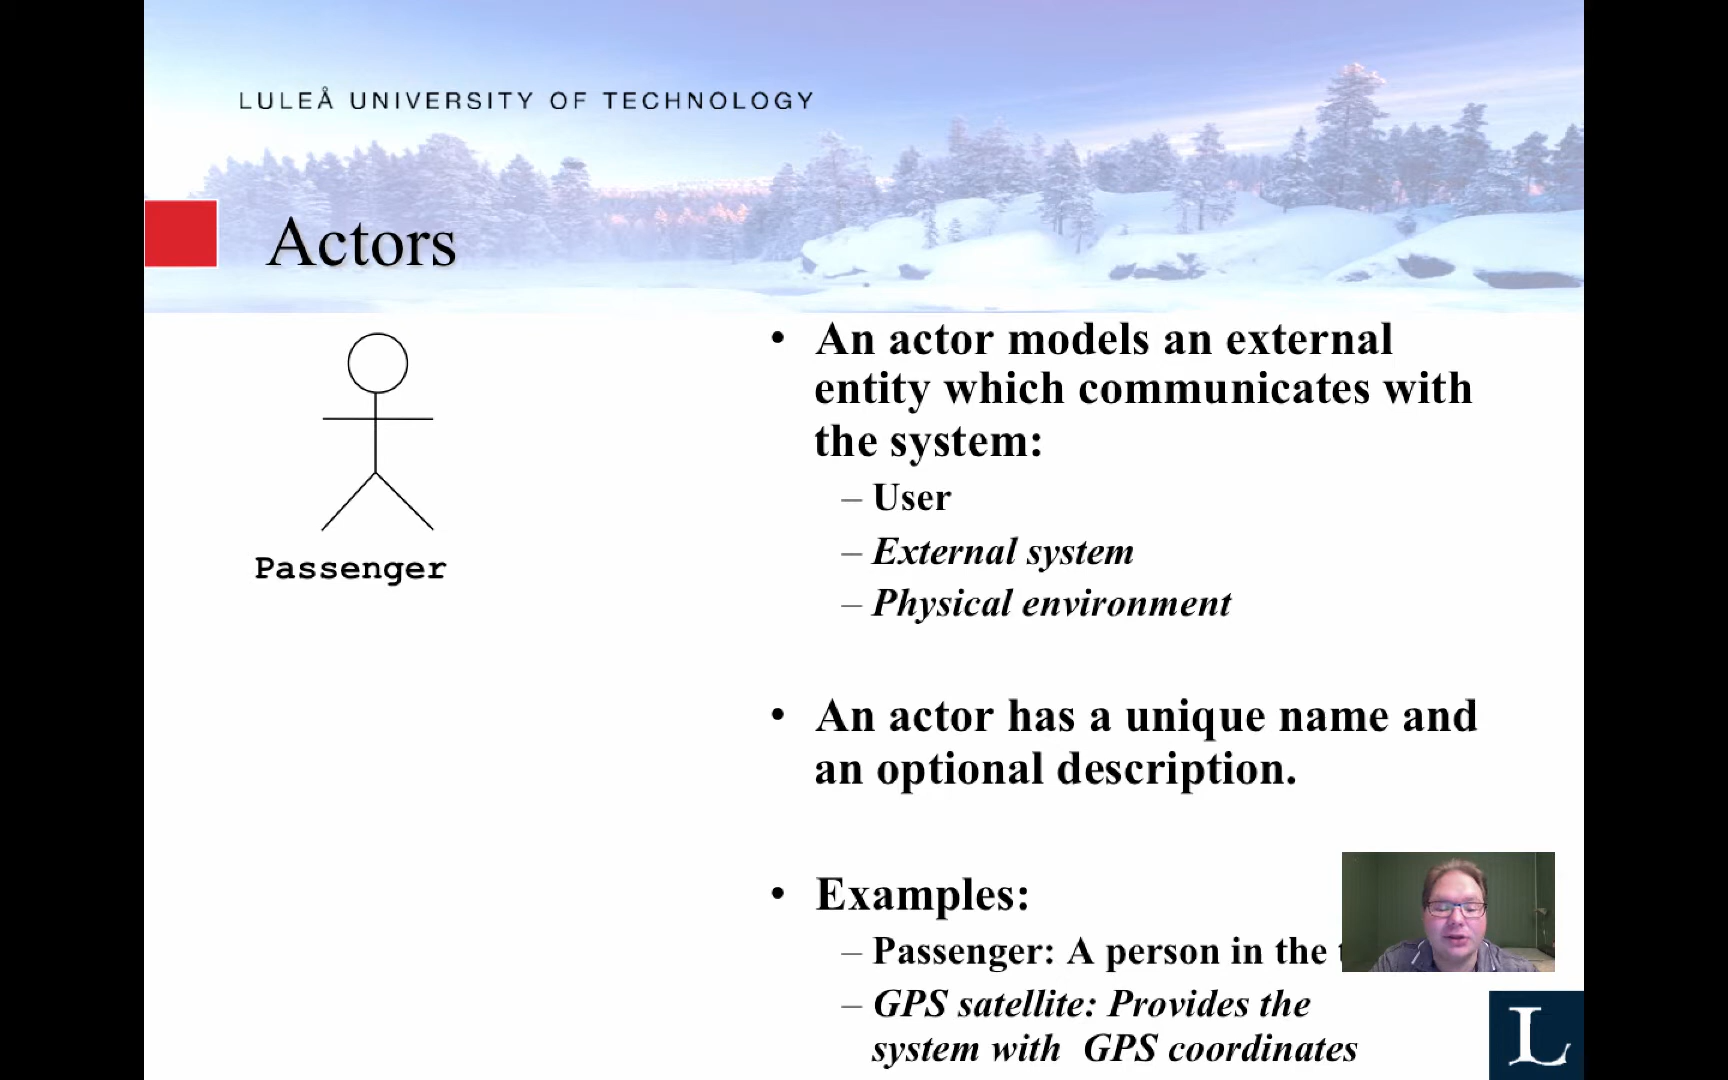 LULEÅ UNIVERSITY OF TECHNOLOGY
Actors
Passenger
• An actor models an external
entity which communicates with
the system:
– User
– External system
– Physical environment
• An actor has a unique name and
an optional description.
• Examples:
– Passenger: A person in the
– GPS satellite: Provides the
system with GPS coordinates
L